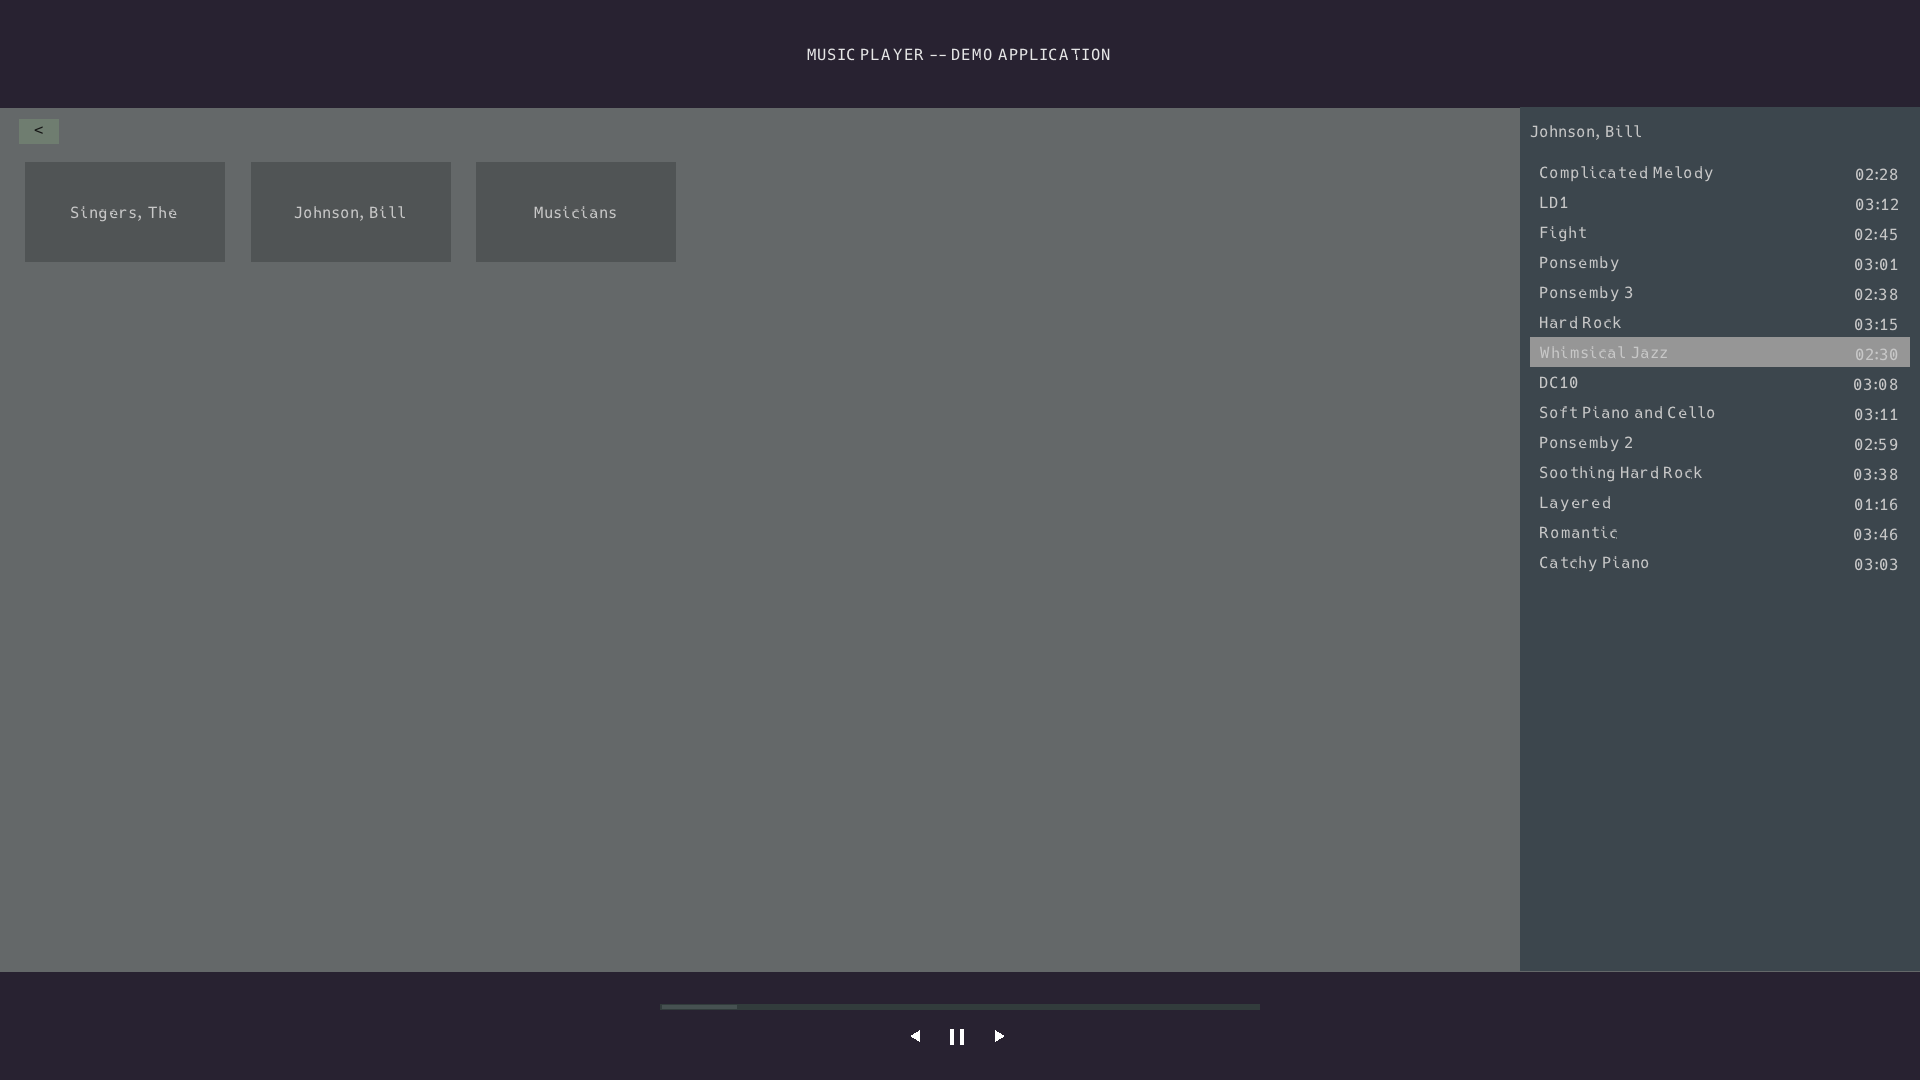 MUSIC PLAYER -- DEMO APPLICATION
<
Singers, The
Johnson, Bill
Musicians
Johnson, Bill
Complicated Melody 02:28
LD1 03:12
Fight 02:45
Ponsemby 03:01
Ponsemby 3 02:38
Hard Rock 03:15
Whimsical Jazz 02:30
DC10 03:08
Soft Piano and Cello 03:11
Ponsemby 2 02:59
Soothing Hard Rock 03:38
Layered 01:16
Romantic 03:46
Catchy Piano 03:03